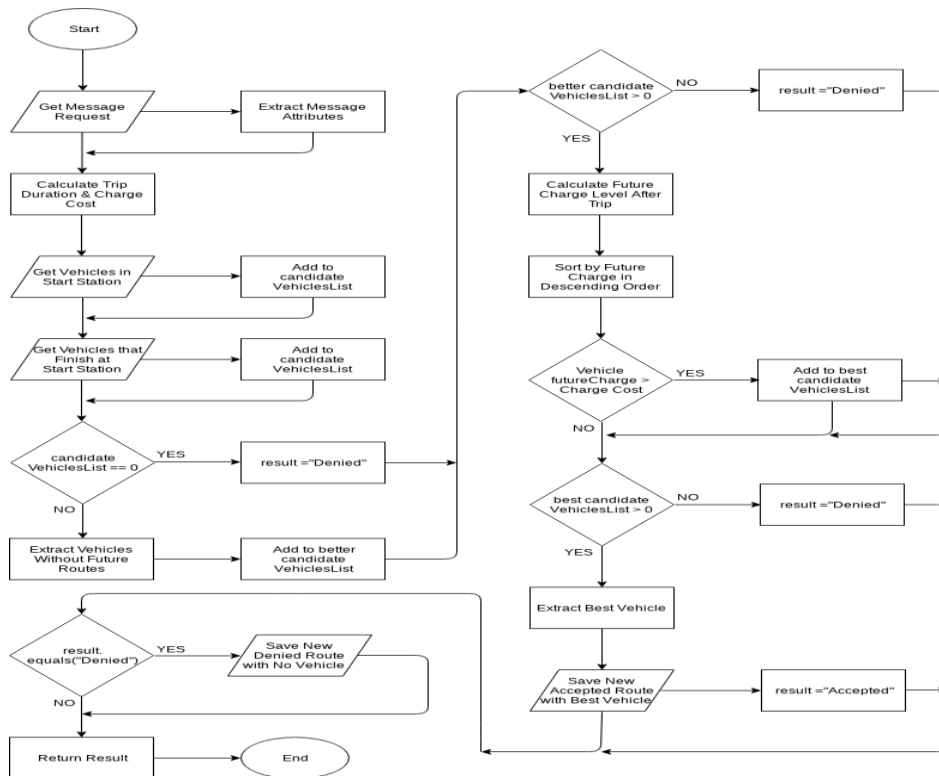 Start
Get Message
Request
Extract Message
Attributes
Calculate Trip
Duration & Charge
Cost
Get Vehicles in
Start Station
Add to
candidate
VehiclesList
Get Vehicles that
Finish at
Start Station
Add to
candidate
VehiclesList
candidate
VehiclesList == 0
YES
result ="Denied"
NO
Extract Vehicles
Without Future
Routes
Add to better
candidate
VehiclesList
better candidate
VehiclesList > 0
NO
result ="Denied"
YES
Calculate Future
Charge Level After
Trip
Sort by Future
Charge in
Descending Order
Vehicle
futureCharge >
Charge Cost
YES
Add to best
candidate
VehiclesList
NO
best candidate
VehiclesList > 0
NO
result ="Denied"
YES
Extract Best Vehicle
Save New
Accepted Route
with Best Vehicle
result ="Accepted"
result.
equals("Denied")
YES
Save New
Denied Route
with No Vehicle
NO
Return Result
End